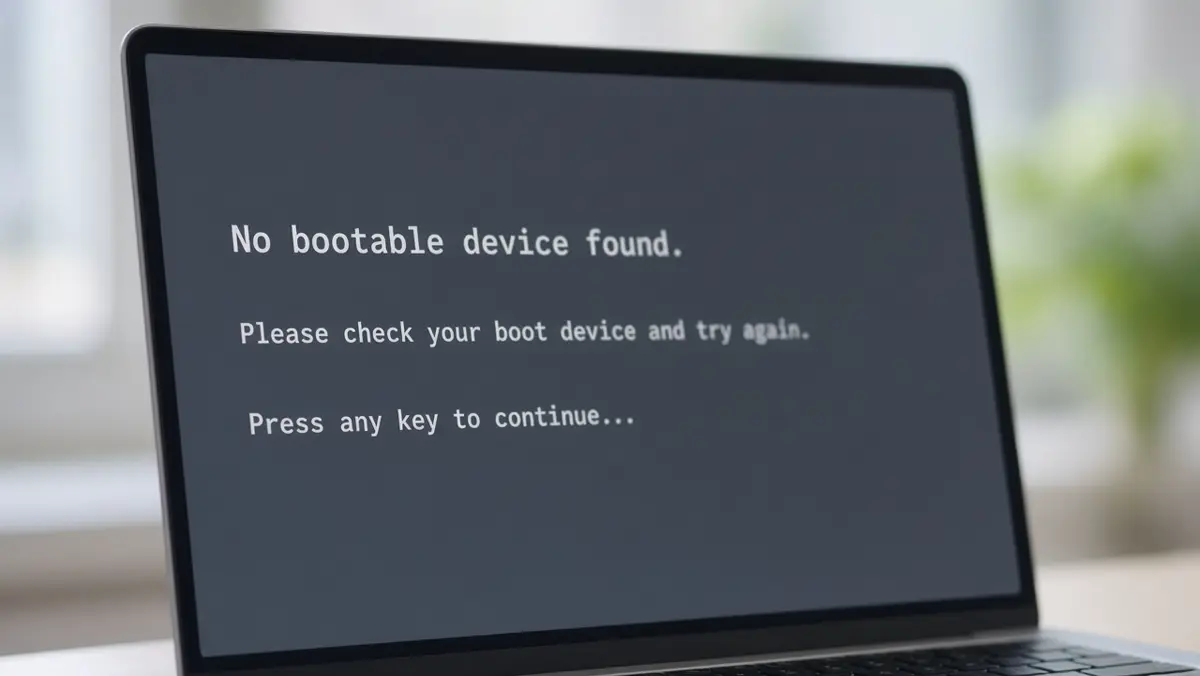 No bootable device found.
Please check your boot device and try again.
Press any key to continue...